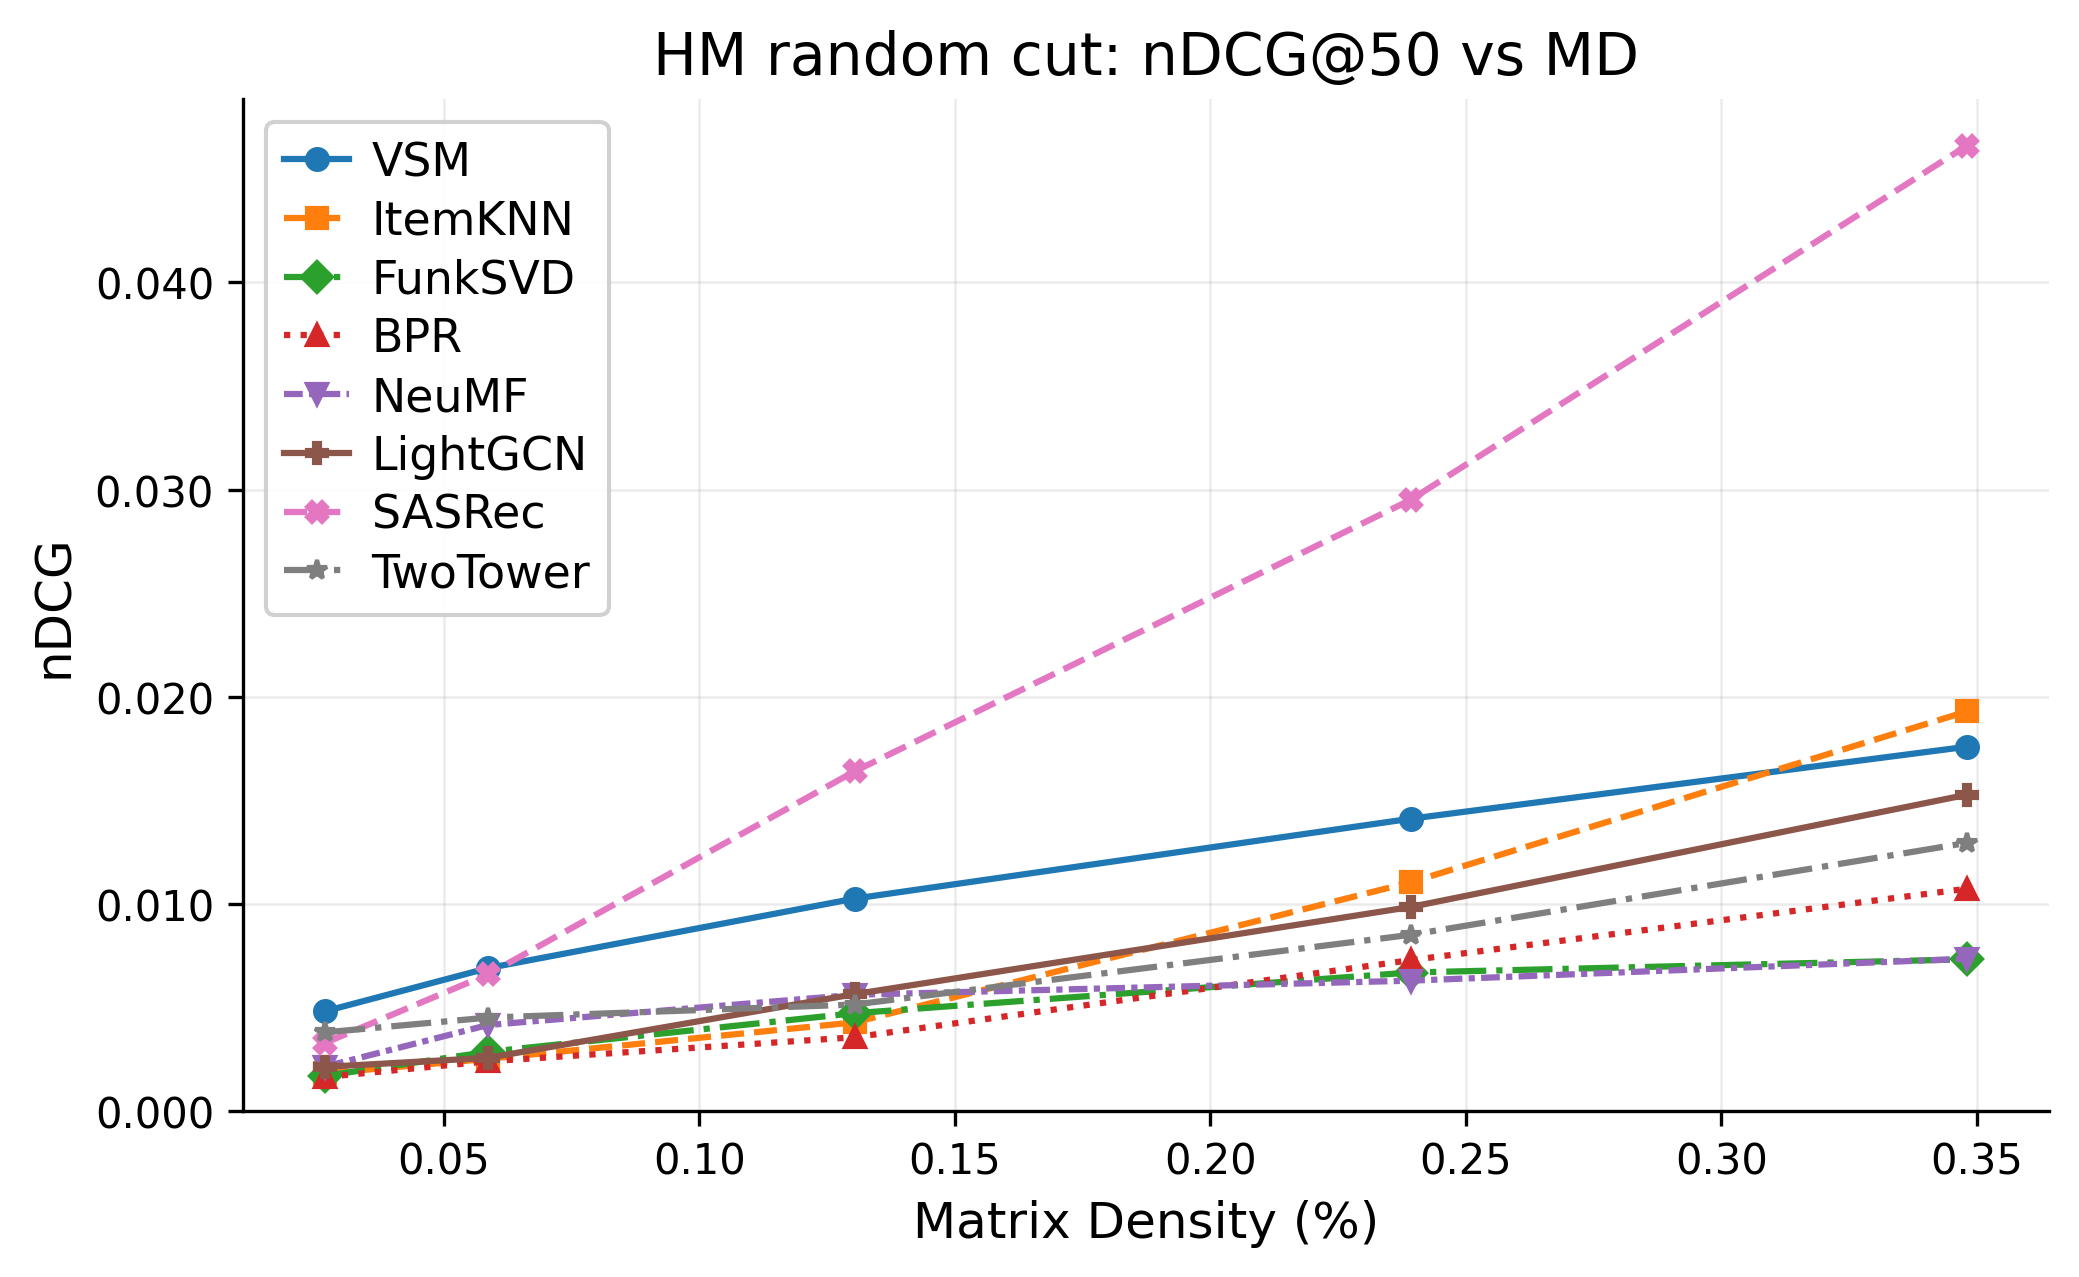 HM random cut: nDCG@50 vs MD
VSM
ItemKNN
FunkSVD
BPR
NeuMF
LightGCN
SASRec
TwoTower
nDCG
0.040
0.030
0.020
0.010
0.000
0.05 0.10 0.15 0.20 0.25 0.30 0.35
Matrix Density (%)